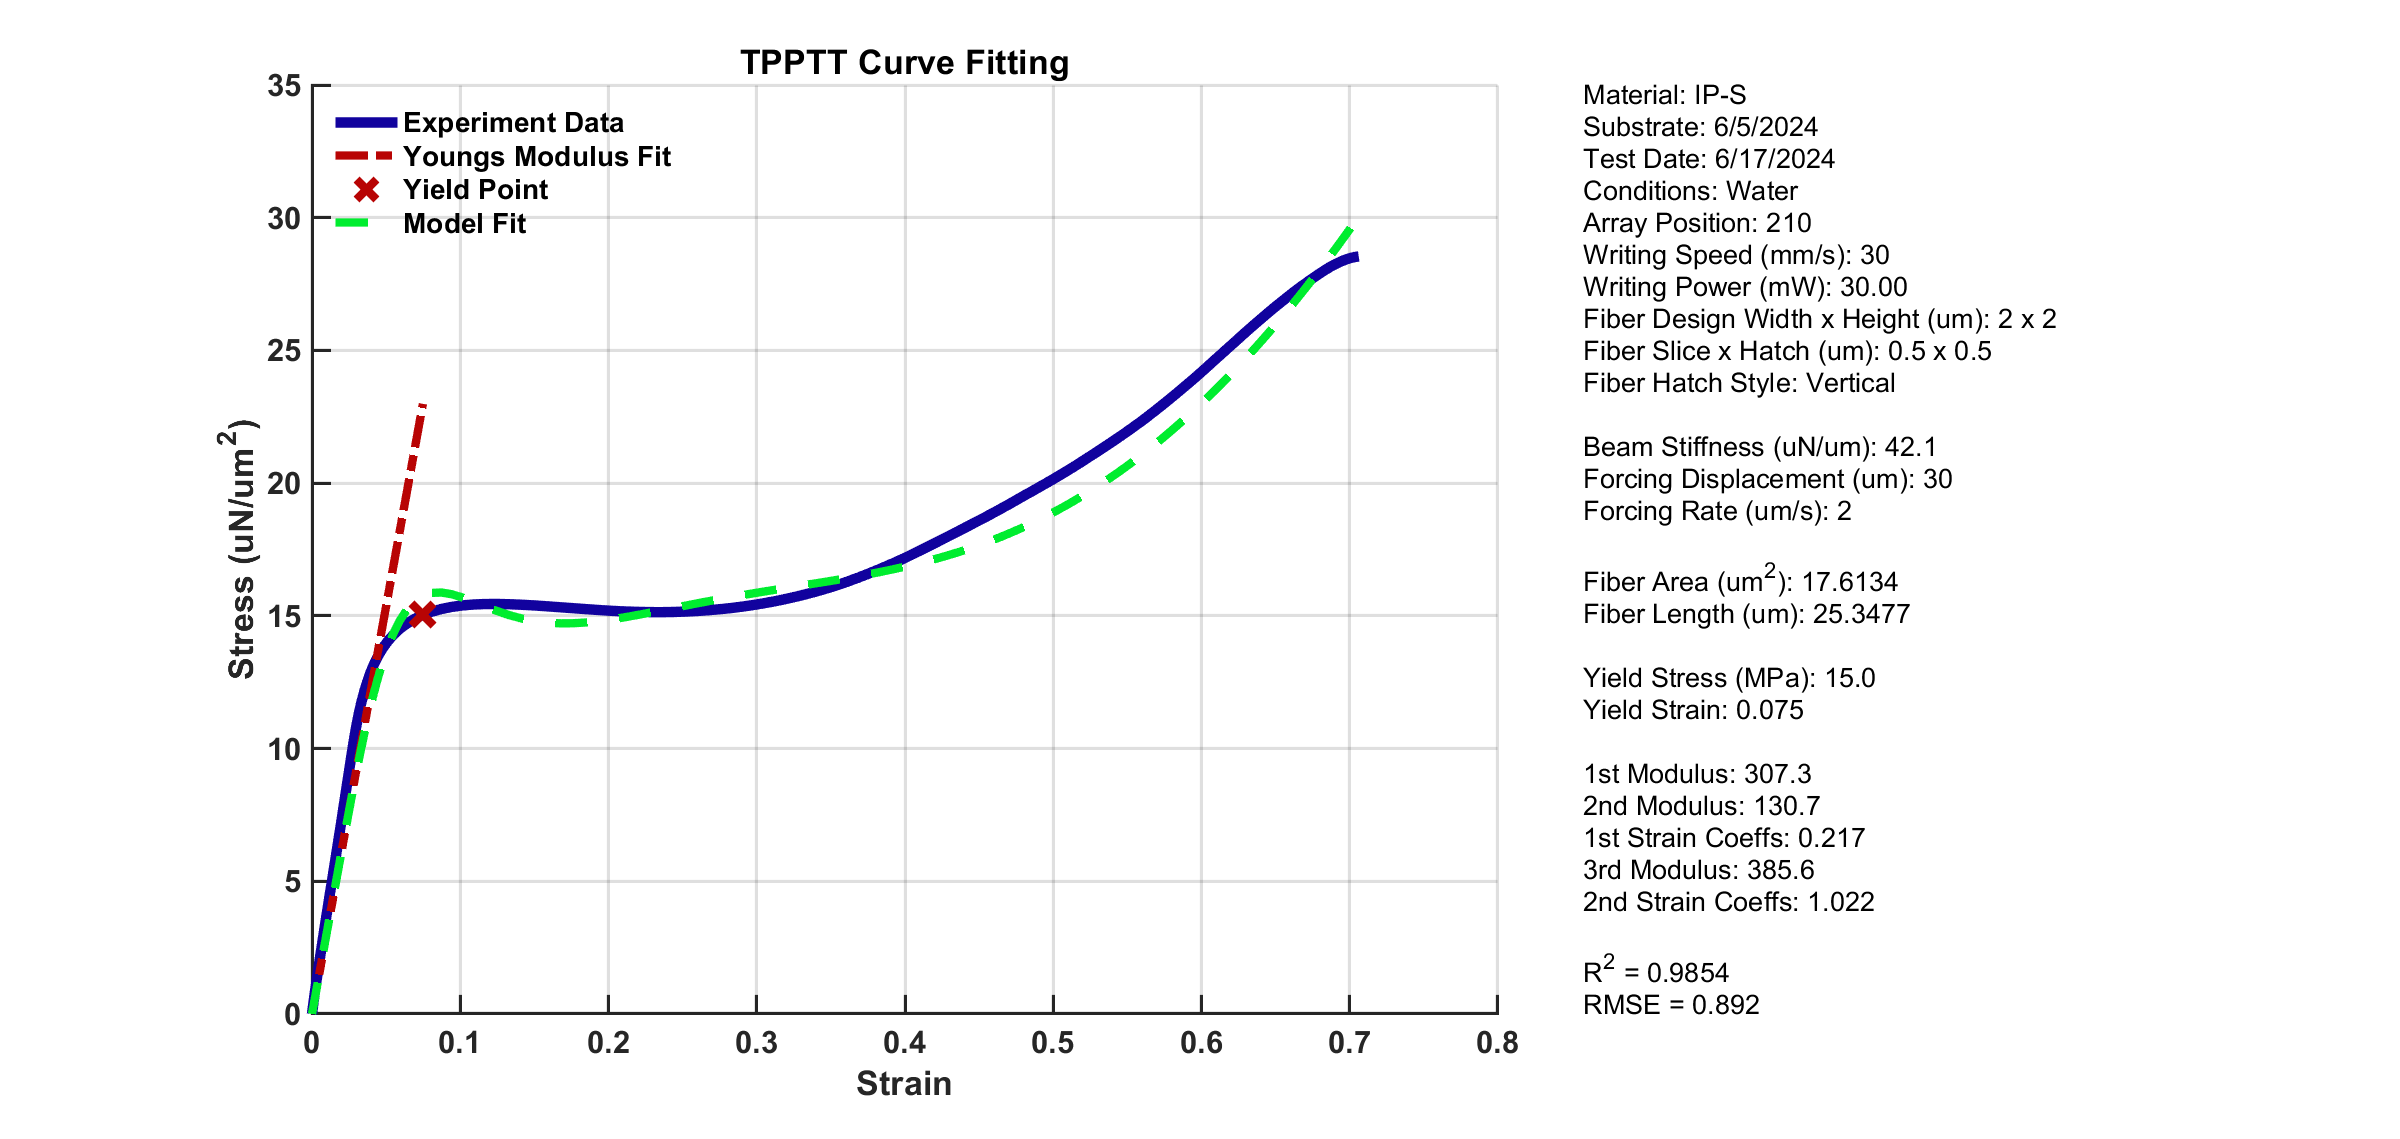 TPPTT Curve Fitting
35
30
25
20
15
10
5
0
Stress (uN/um²)
Experiment Data
Youngs Modulus Fit
Yield Point
Model Fit
0
0.1
0.2
0.3
0.4
0.5
0.6
0.7
0.8
Strain
Material: IP-S
Substrate: 6/5/2024
Test Date: 6/17/2024
Conditions: Water
Array Position: 210
Writing Speed (mm/s): 30
Writing Power (mW): 30.00
Fiber Design Width x Height (um): 2 x 2
Fiber Slice x Hatch (um): 0.5 x 0.5
Fiber Hatch Style: Vertical
Beam Stiffness (uN/um): 42.1
Forcing Displacement (um): 30
Forcing Rate (um/s): 2
Fiber Area (um²): 17.6134
Fiber Length (um): 25.3477
Yield Stress (MPa): 15.0
Yield Strain: 0.075
1st Modulus: 307.3
2nd Modulus: 130.7
1st Strain Coeffs: 0.217
3rd Modulus: 385.6
2nd Strain Coeffs: 1.022
R² = 0.9854
RMSE = 0.892